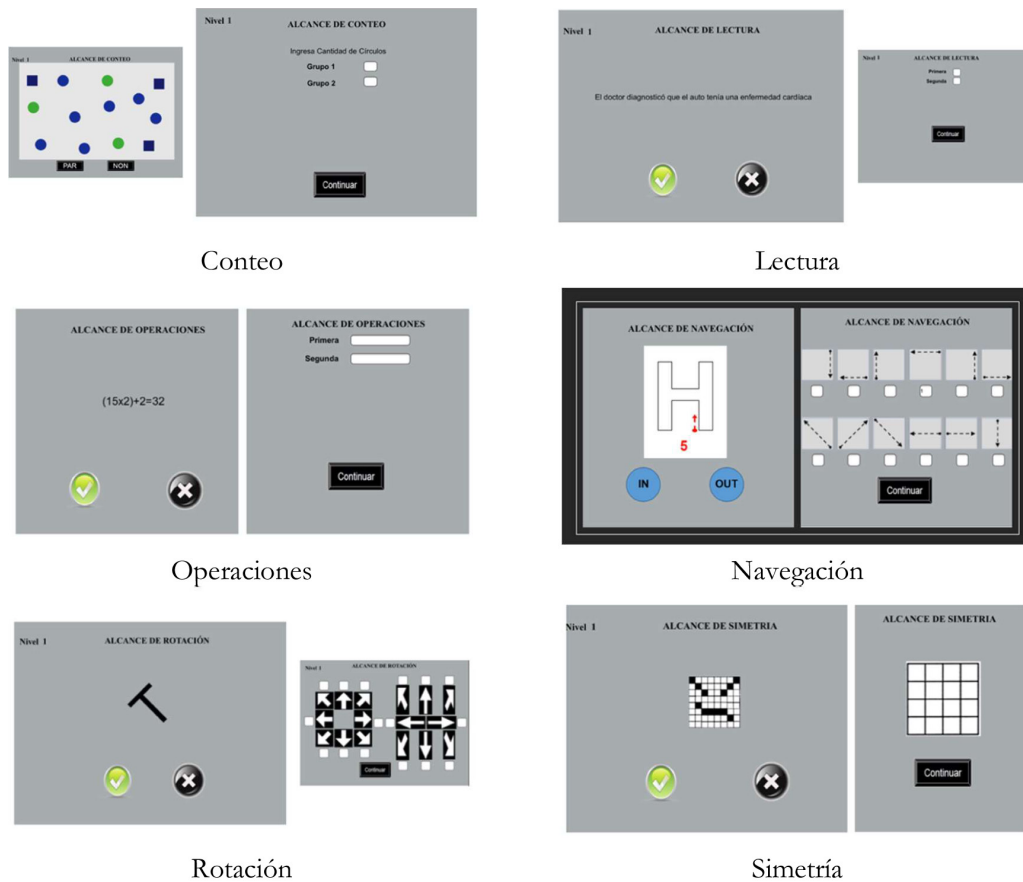 Nivel 1
ALCANCE DE CONTEO
PAR NON
Nivel 1
ALCANCE DE CONTEO
Ingresa Cantidad de Círculos
Grupo 1
Grupo 2
Continuar
Conteo
Nivel 1
ALCANCE DE LECTURA
El doctor diagnosticó que el auto tenía una enfermedad cardíaca
Nivel 1
ALCANCE DE LECTURA
Primera
Segunda
Continuar
Lectura
ALCANCE DE OPERACIONES
(15x2)+2=32
ALCANCE DE OPERACIONES
Primera
Segunda
Continuar
Operaciones
ALCANCE DE NAVEGACIÓN
5
IN OUT
ALCANCE DE NAVEGACIÓN
Continuar
Navegación
Nivel 1
ALCANCE DE ROTACIÓN
Nivel 1
ALCANCE DE ROTACIÓN
Continuar
Rotación
Nivel 1
ALCANCE DE SIMETRIA
ALCANCE DE SIMETRIA
Continuar
Simetría